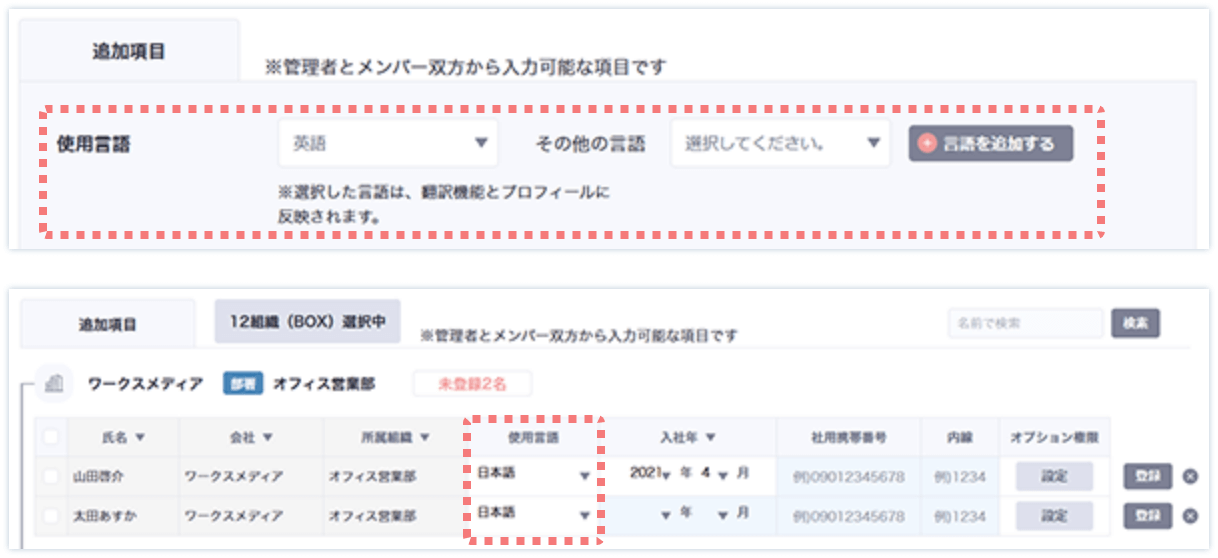 追加項目
※管理者とメンバー双方から入力可能な項目です
使用言語 英語 ▼ その他の言語 選択してください。 ▼ + 言語を追加する
※選択した言語は、翻訳機能とプロフィールに
反映されます。
追加項目 12組織（BOX）選択中 ※管理者とメンバー双方から入力可能な項目です 名前で検索 検索
ワークスメディア 部署 オフィス営業部 未登録2名
氏名 ▼ 会社 ▼ 所属組織 ▼ 使用言語 入社年 ▼ 社用携帯番号 内線 オプション権限
山田啓介 ワークスメディア オフィス営業部 日本語 ▼ 2021▼ 年 4 ▼ 月 例)09012345678 例)1234 設定 登録
太田あすか ワークスメディア オフィス営業部 日本語 ▼ ▼ 年 ▼ 月 例)09012345678 例)1234 設定 登録